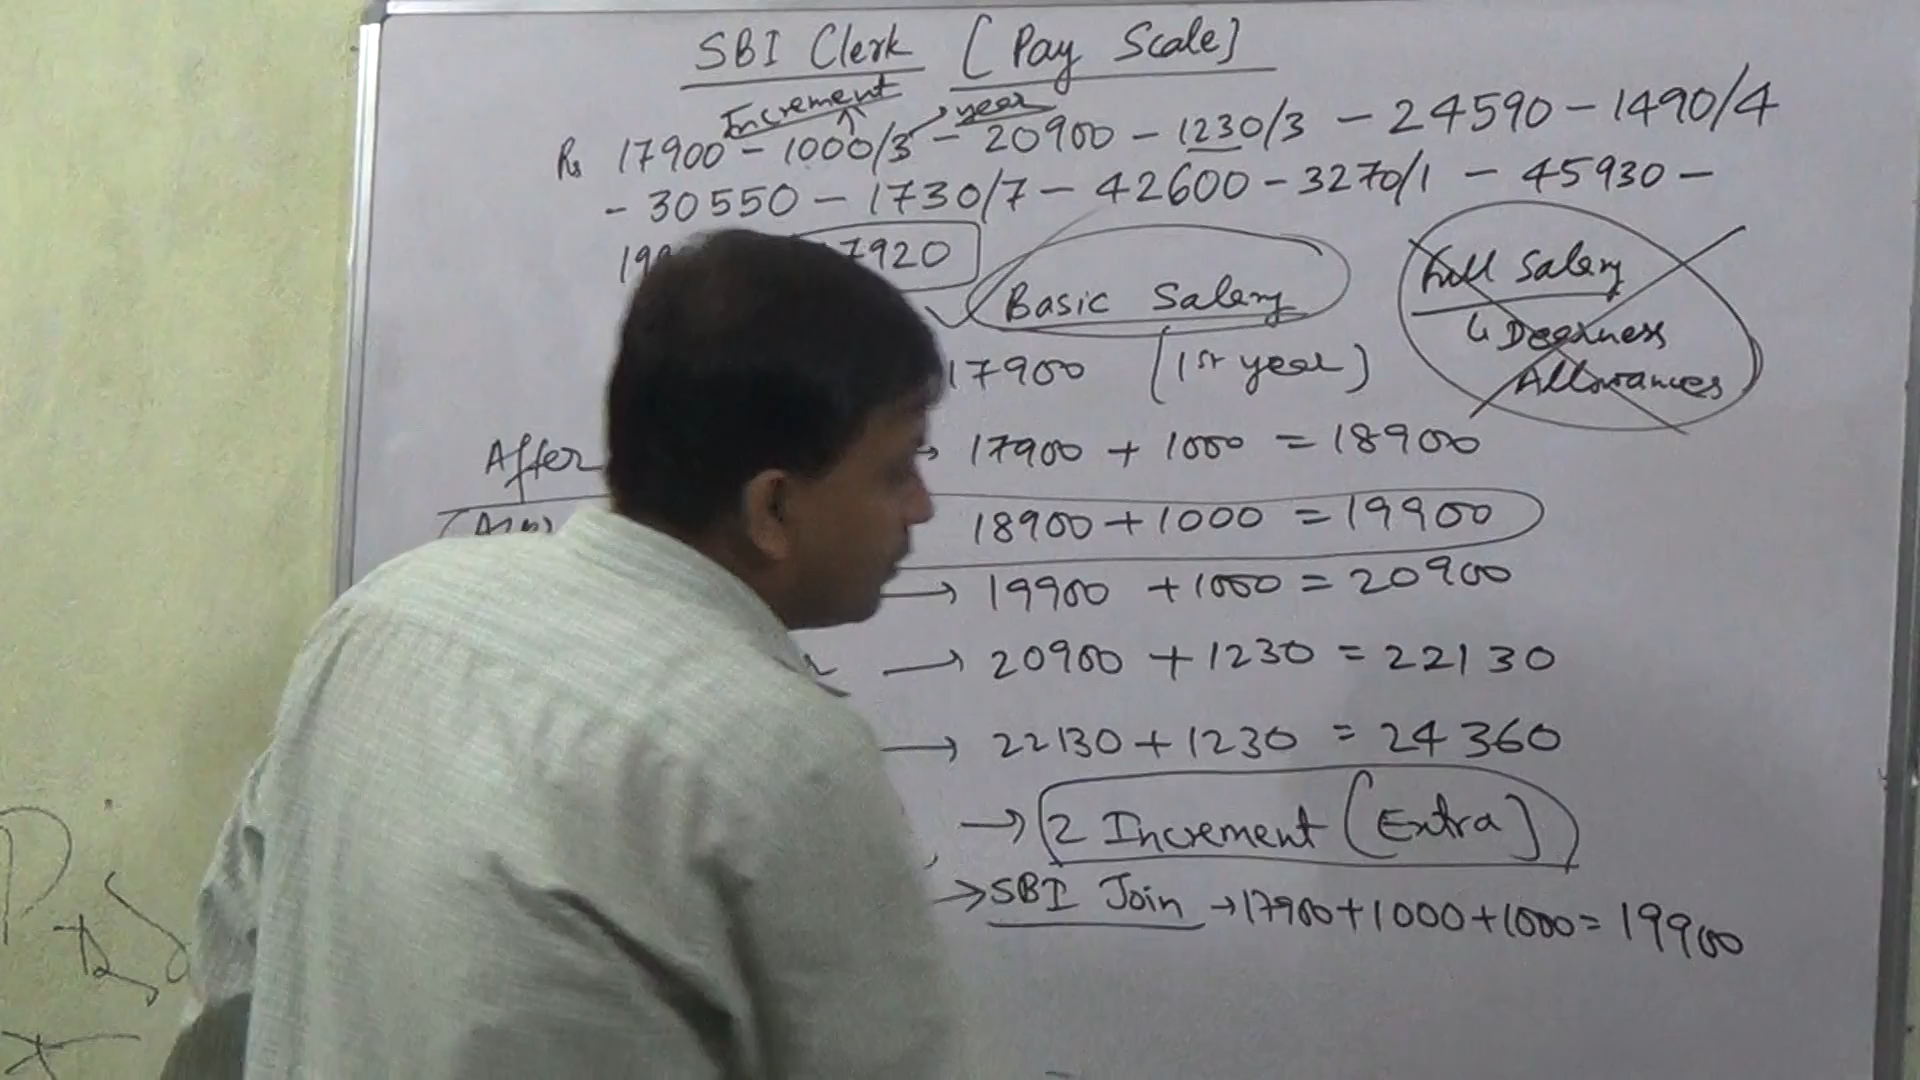 SBI Clerk [Pay Scale]
Increment year
Rs 17900 - 1000/3 - 20900 - 1230/3 - 24590 - 1490/4
- 30550 - 1730/7 - 42600 - 3270/1 - 45930 -
7920
Basic Salary
Full Salary
Dearness
Allowances
17900 (1st year)
After → 17900 + 1000 = 18900
18900 + 1000 = 19900
→ 19900 + 1000 = 20900
→ 20900 + 1230 = 22130
→ 22130 + 1230 = 24360
→ 2 Increment (Extra]
→ SBI Join → 17900 + 1000 + 1000 = 19900